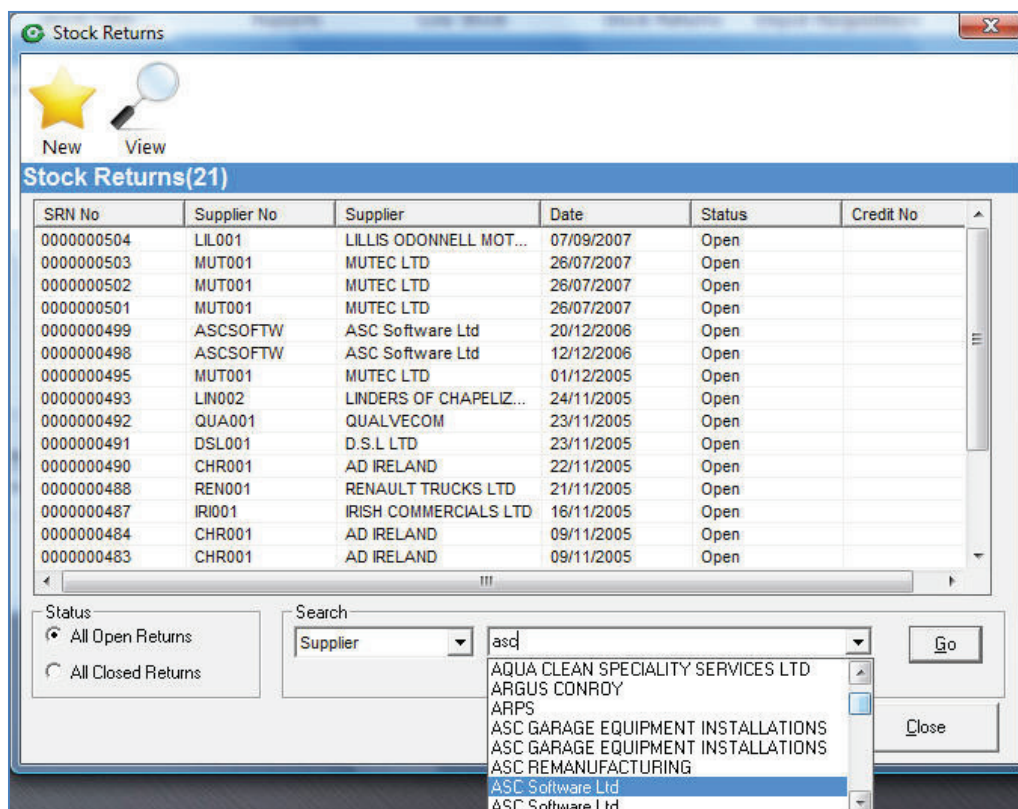 Stock Returns
New View
Stock Returns(21)
SRN No Supplier No Supplier Date Status Credit No
0000000504 LIL001 LILLIS ODONNELL MOT... 07/09/2007 Open
0000000503 MUT001 MUTEC LTD 26/07/2007 Open
0000000502 MUT001 MUTEC LTD 26/07/2007 Open
0000000501 MUT001 MUTEC LTD 26/07/2007 Open
0000000499 ASCSOFTW ASC Software Ltd 20/12/2006 Open
0000000498 ASCSOFTW ASC Software Ltd 12/12/2006 Open
0000000495 MUT001 MUTEC LTD 01/12/2005 Open
0000000493 LIN002 LINDERS OF CHAPELIZ... 24/11/2005 Open
0000000492 QUA001 QUALVECOM 23/11/2005 Open
0000000491 DSL001 D.S.L LTD 23/11/2005 Open
0000000490 CHR001 AD IRELAND 22/11/2005 Open
0000000488 REN001 RENAULT TRUCKS LTD 21/11/2005 Open
0000000487 IRI001 IRISH COMMERCIALS LTD 16/11/2005 Open
0000000484 CHR001 AD IRELAND 09/11/2005 Open
0000000483 CHR001 AD IRELAND 09/11/2005 Open
Status Search
All Open Returns Supplier asc Go
All Closed Returns
AQUA CLEAN SPECIALITY SERVICES LTD
ARGUS CONROY
ARPS
ASC GARAGE EQUIPMENT INSTALLATIONS
Close
ASC GARAGE EQUIPMENT INSTALLATIONS
ASC REMANUFACTURING
ASC Software Ltd
ASC Software Ltd